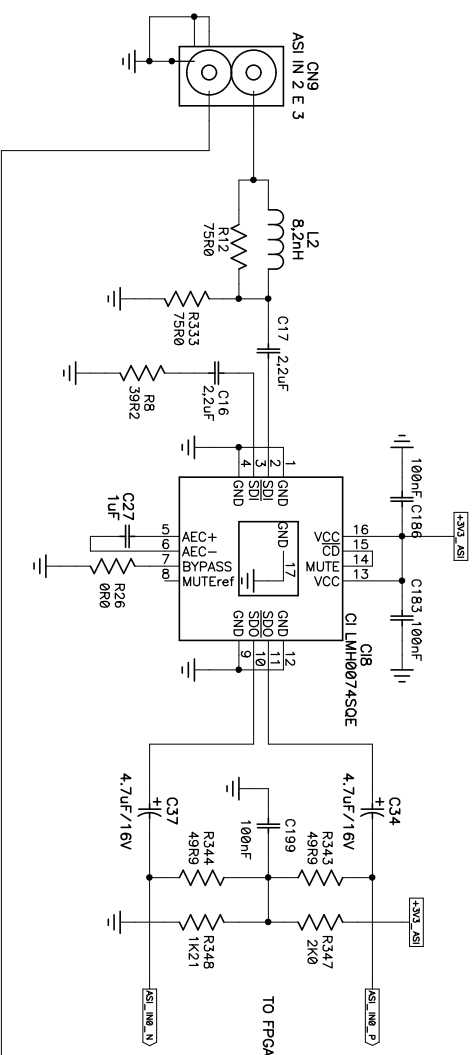 CN9
ASI IN 2 E 3
L2
8,2nH
R12
75R0
R333
75R0
C17
2,2uF
C16
2,2uF
R8
39R2
+3V3_ASI
100nF
C186
C183
100nF
CI8
CI LMH0074SQE
1
GND
2
SDI
3
SDI
4
GND
5
AEC+
6
AEC-
7
BYPASS
8
MUTEref
16
VCC
15
CD
14
MUTE
13
VCC
GND
17
12
GND
11
SDO
10
SDO
9
GND
C27
1uF
R26
0R0
C34
4.7uF/16V
C37
4.7uF/16V
C199
100nF
R343
49R9
R344
49R9
+3V3_ASI
R347
2K0
R348
1K21
ASI_IN0_P
ASI_IN0_N
TO FPGA